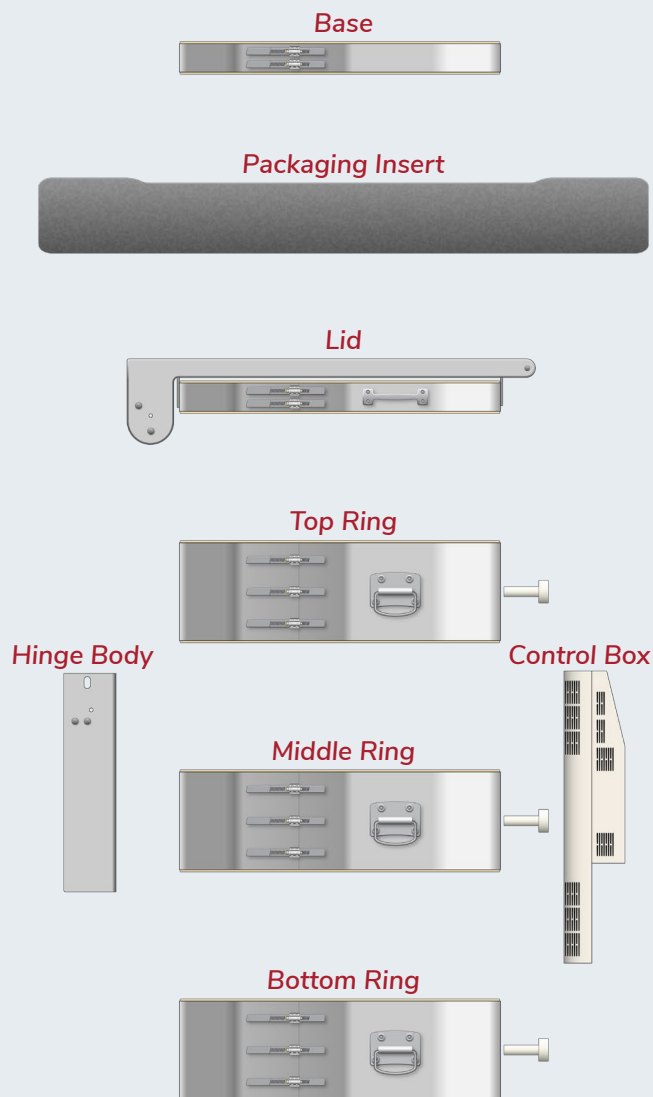 Base
Packaging Insert
Lid
Top Ring
Hinge Body
Control Box
Middle Ring
Bottom Ring